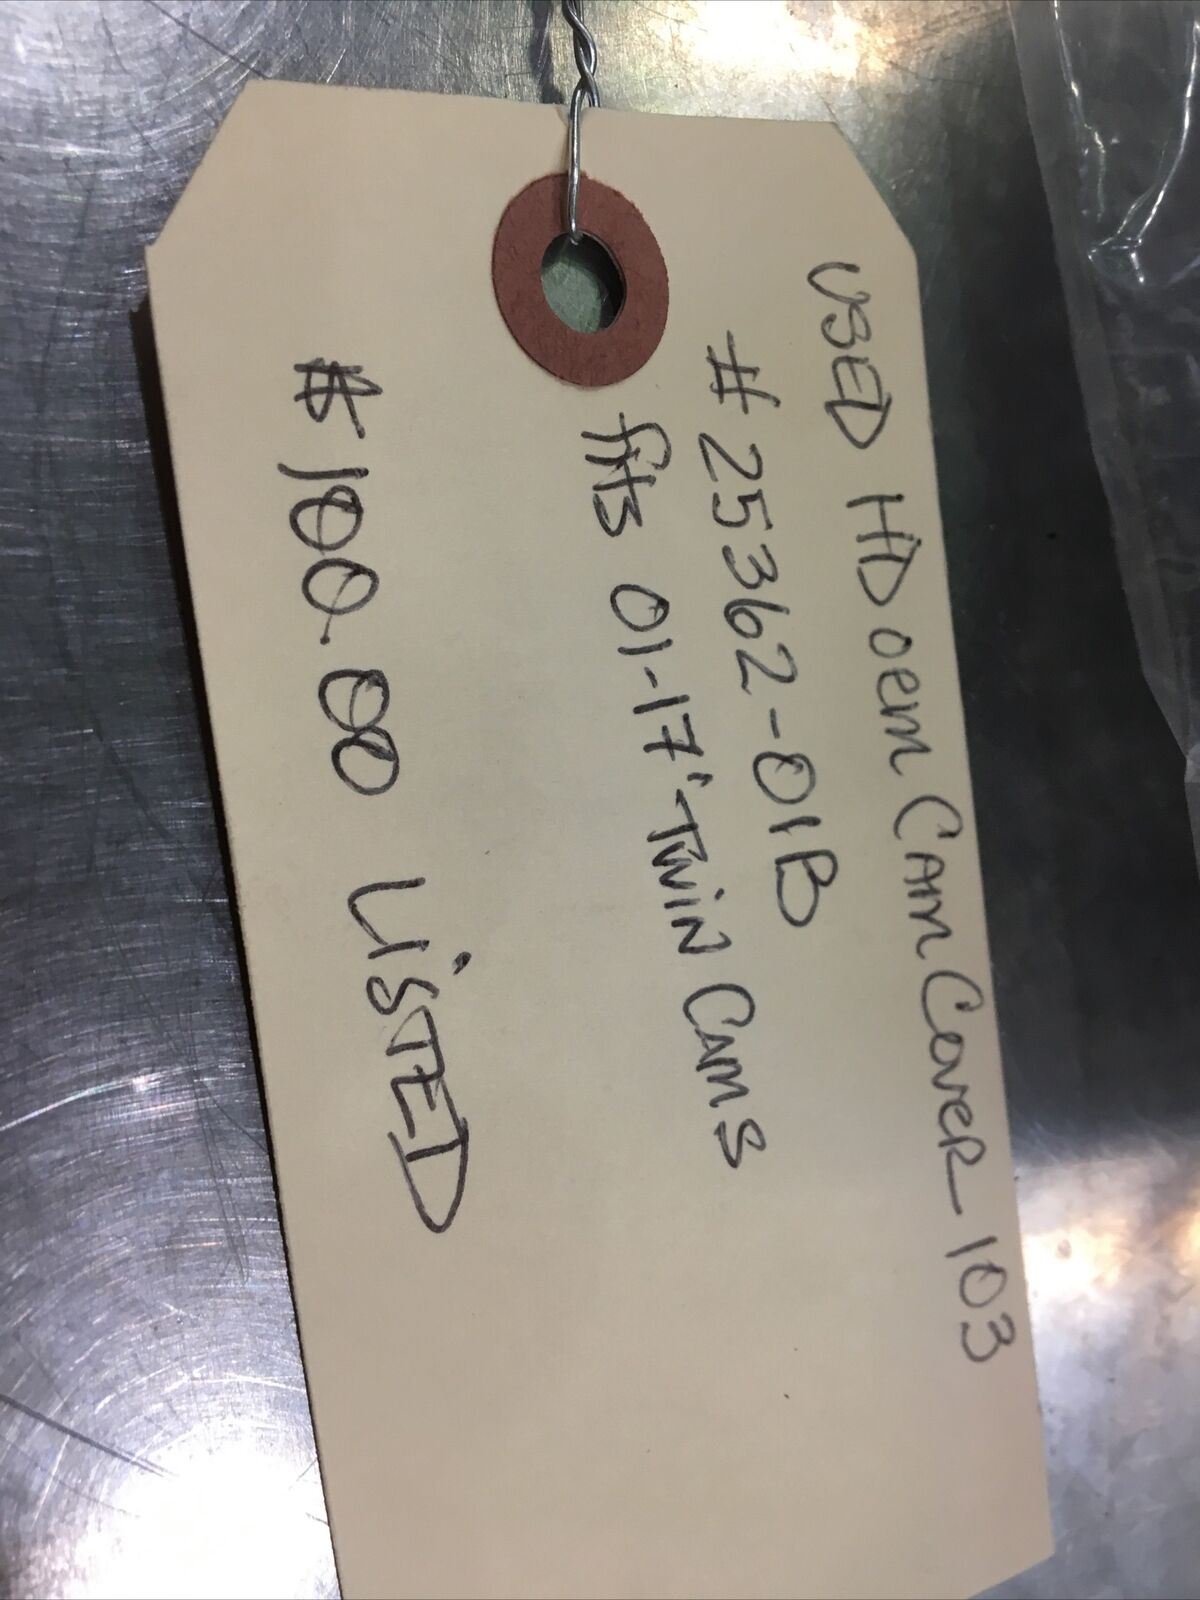 USED HD oem CAm CoveR 103
# 25362-01B
fits 01-17' TwiN CAmS
$100.00 LiSTED